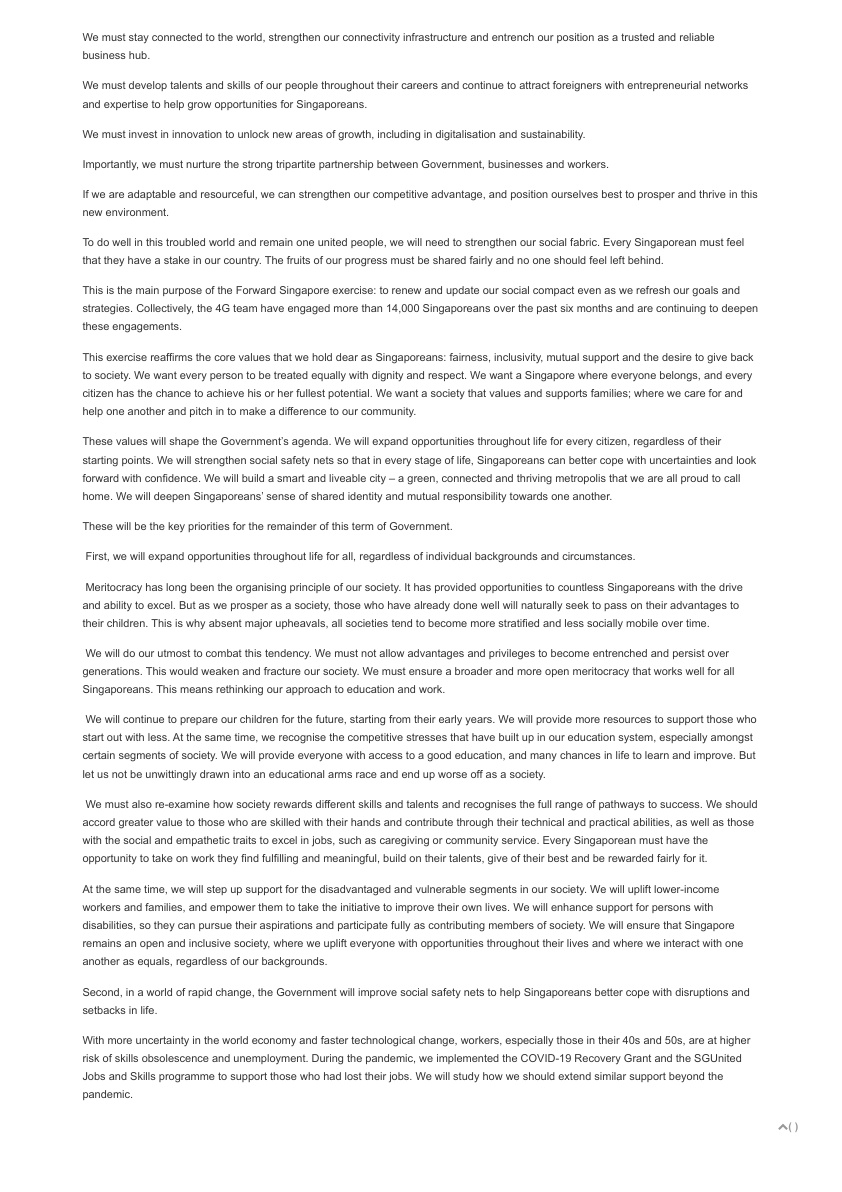 We must stay connected to the world, strengthen our connectivity infrastructure and entrench our position as a trusted and reliable
business hub.
We must develop talents and skills of our people throughout their careers and continue to attract foreigners with entrepreneurial networks
and expertise to help grow opportunities for Singaporeans.
We must invest in innovation to unlock new areas of growth, including in digitalisation and sustainability.
Importantly, we must nurture the strong tripartite partnership between Government, businesses and workers.
If we are adaptable and resourceful, we can strengthen our competitive advantage, and position ourselves best to prosper and thrive in this
new environment.
To do well in this troubled world and remain one united people, we will need to strengthen our social fabric. Every Singaporean must feel
that they have a stake in our country. The fruits of our progress must be shared fairly and no one should feel left behind.
This is the main purpose of the Forward Singapore exercise: to renew and update our social compact even as we refresh our goals and
strategies. Collectively, the 4G team have engaged more than 14,000 Singaporeans over the past six months and are continuing to deepen
these engagements.
This exercise reaffirms the core values that we hold dear as Singaporeans: fairness, inclusivity, mutual support and the desire to give back
to society. We want every person to be treated equally with dignity and respect. We want a Singapore where everyone belongs, and every
citizen has the chance to achieve his or her fullest potential. We want a society that values and supports families; where we care for and
help one another and pitch in to make a difference to our community.
These values will shape the Government’s agenda. We will expand opportunities throughout life for every citizen, regardless of their
starting points. We will strengthen social safety nets so that in every stage of life, Singaporeans can better cope with uncertainties and look
forward with confidence. We will build a smart and liveable city – a green, connected and thriving metropolis that we are all proud to call
home. We will deepen Singaporeans’ sense of shared identity and mutual responsibility towards one another.
These will be the key priorities for the remainder of this term of Government.
First, we will expand opportunities throughout life for all, regardless of individual backgrounds and circumstances.
Meritocracy has long been the organising principle of our society. It has provided opportunities to countless Singaporeans with the drive
and ability to excel. But as we prosper as a society, those who have already done well will naturally seek to pass on their advantages to
their children. This is why absent major upheavals, all societies tend to become more stratified and less socially mobile over time.
We will do our utmost to combat this tendency. We must not allow advantages and privileges to become entrenched and persist over
generations. This would weaken and fracture our society. We must ensure a broader and more open meritocracy that works well for all
Singaporeans. This means rethinking our approach to education and work.
We will continue to prepare our children for the future, starting from their early years. We will provide more resources to support those who
start out with less. At the same time, we recognise the competitive stresses that have built up in our education system, especially amongst
certain segments of society. We will provide everyone with access to a good education, and many chances in life to learn and improve. But
let us not be unwittingly drawn into an educational arms race and end up worse off as a society.
We must also re-examine how society rewards different skills and talents and recognises the full range of pathways to success. We should
accord greater value to those who are skilled with their hands and contribute through their technical and practical abilities, as well as those
with the social and empathetic traits to excel in jobs, such as caregiving or community service. Every Singaporean must have the
opportunity to take on work they find fulfilling and meaningful, build on their talents, give of their best and be rewarded fairly for it.
At the same time, we will step up support for the disadvantaged and vulnerable segments in our society. We will uplift lower-income
workers and families, and empower them to take the initiative to improve their own lives. We will enhance support for persons with
disabilities, so they can pursue their aspirations and participate fully as contributing members of society. We will ensure that Singapore
remains an open and inclusive society, where we uplift everyone with opportunities throughout their lives and where we interact with one
another as equals, regardless of our backgrounds.
Second, in a world of rapid change, the Government will improve social safety nets to help Singaporeans better cope with disruptions and
setbacks in life.
With more uncertainty in the world economy and faster technological change, workers, especially those in their 40s and 50s, are at higher
risk of skills obsolescence and unemployment. During the pandemic, we implemented the COVID-19 Recovery Grant and the SGUnited
Jobs and Skills programme to support those who had lost their jobs. We will study how we should extend similar support beyond the
pandemic.
( )